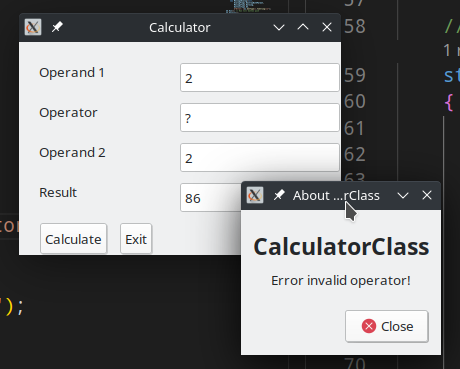 57
58
//
Calculator
1 r
Operand 1
2
59
st
60
{
Operator
?
61
Operand 2
2
62
Result
86
About ...rClass
tor
CalculatorClass
Calculate
Exit
Error invalid operator!
");
Close
70